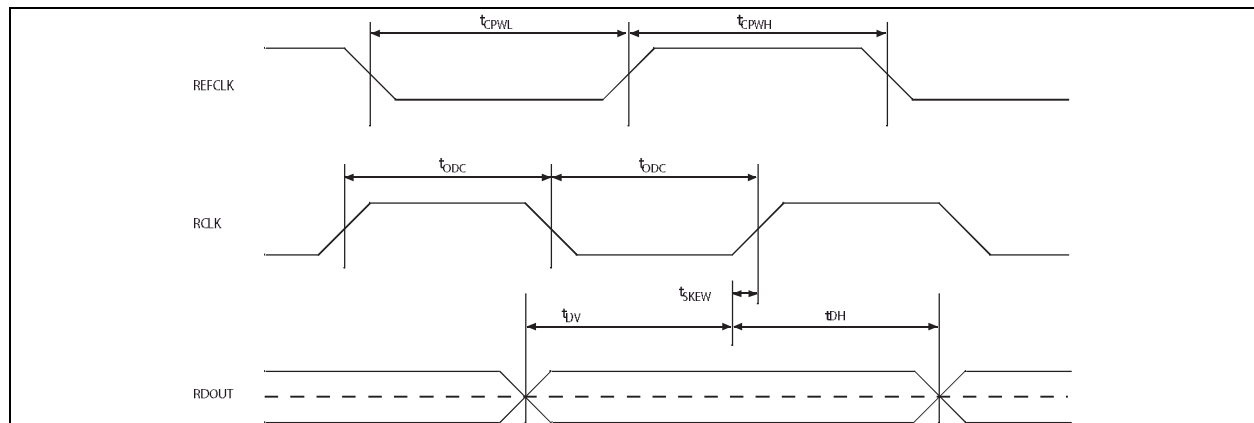 tCPWL tCPWH
REFCLK
tODC tODC
RCLK
tSKEW
tDV tDH
RDOUT